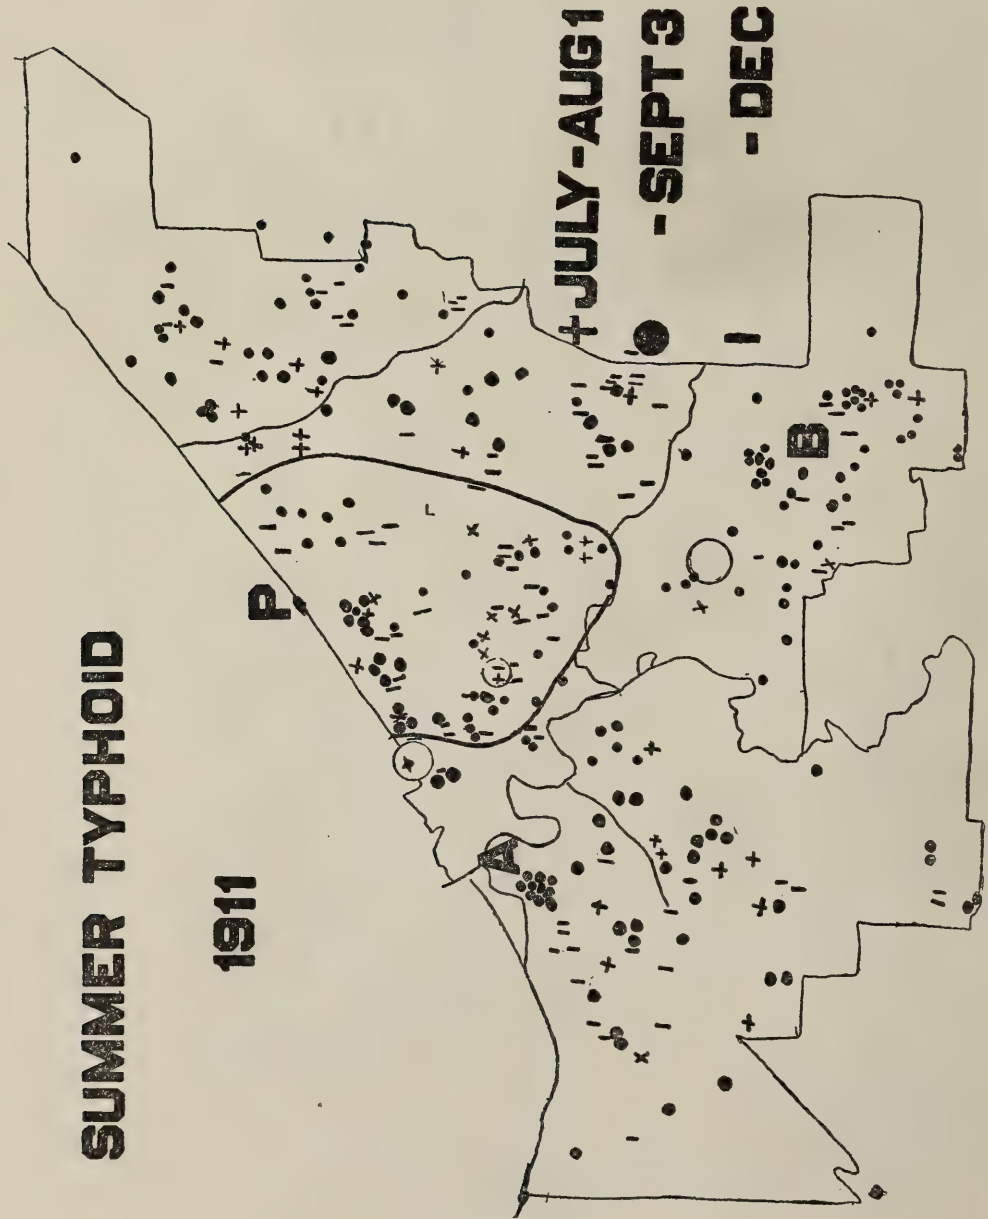 SUMMER TYPHOID
1911
P
A
B
+ JULY-AUG 1
● -SEPT 3
| -DEC